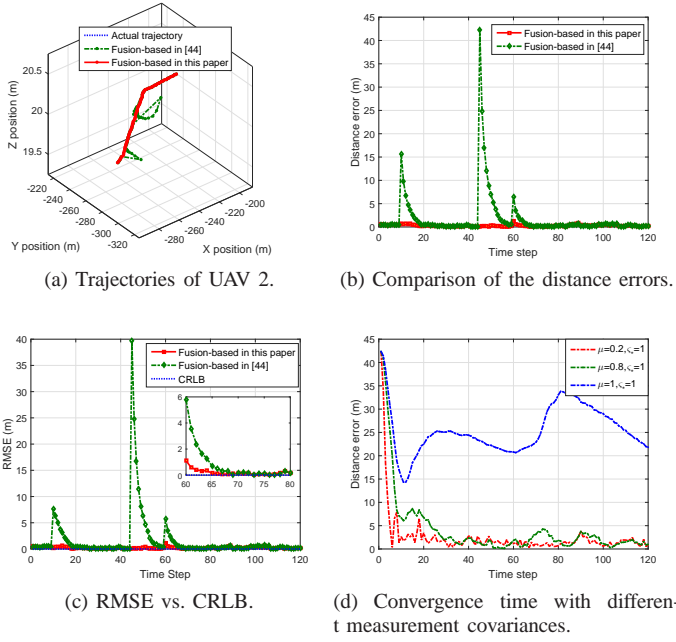 Actual trajectory
Fusion-based in [44]
Fusion-based in this paper
20.5
20
19.5
Z position (m)
-220
-240
-260
-280
-300
-320
Y position (m)
-280
-260
-240
-220
-200
X position (m)
(a) Trajectories of UAV 2.
Fusion-based in this paper
Fusion-based in [44]
45
40
35
30
25
20
15
10
5
0
Distance error (m)
0 20 40 60 80 100 120
Time step
(b) Comparison of the distance errors.
Fusion-based in this paper
Fusion-based in [44]
CRLB
40
35
30
25
20
15
10
5
0
RMSE (m)
6
4
2
0
60 65 70 75 80
0 20 40 60 80 100 120
Time Step
(c) RMSE vs. CRLB.
45
40
35
30
25
20
15
10
5
0
Distance error (m)
μ=0.2,ς=1
μ=0.8,ς=1
μ=1,ς=1
0 20 40 60 80 100 120
Time Step
(d) Convergence time with differen-
t measurement covariances.